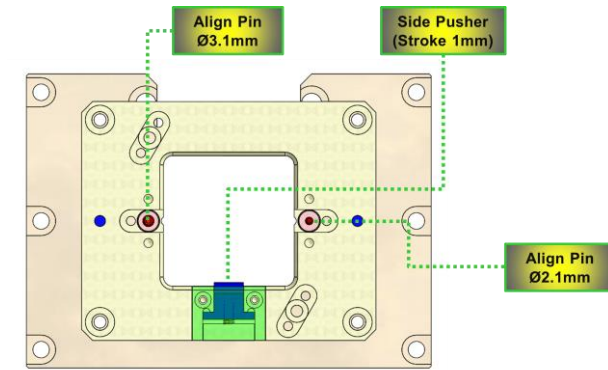 Align Pin
Ø3.1mm
Side Pusher
(Stroke 1mm)
Align Pin
Ø2.1mm